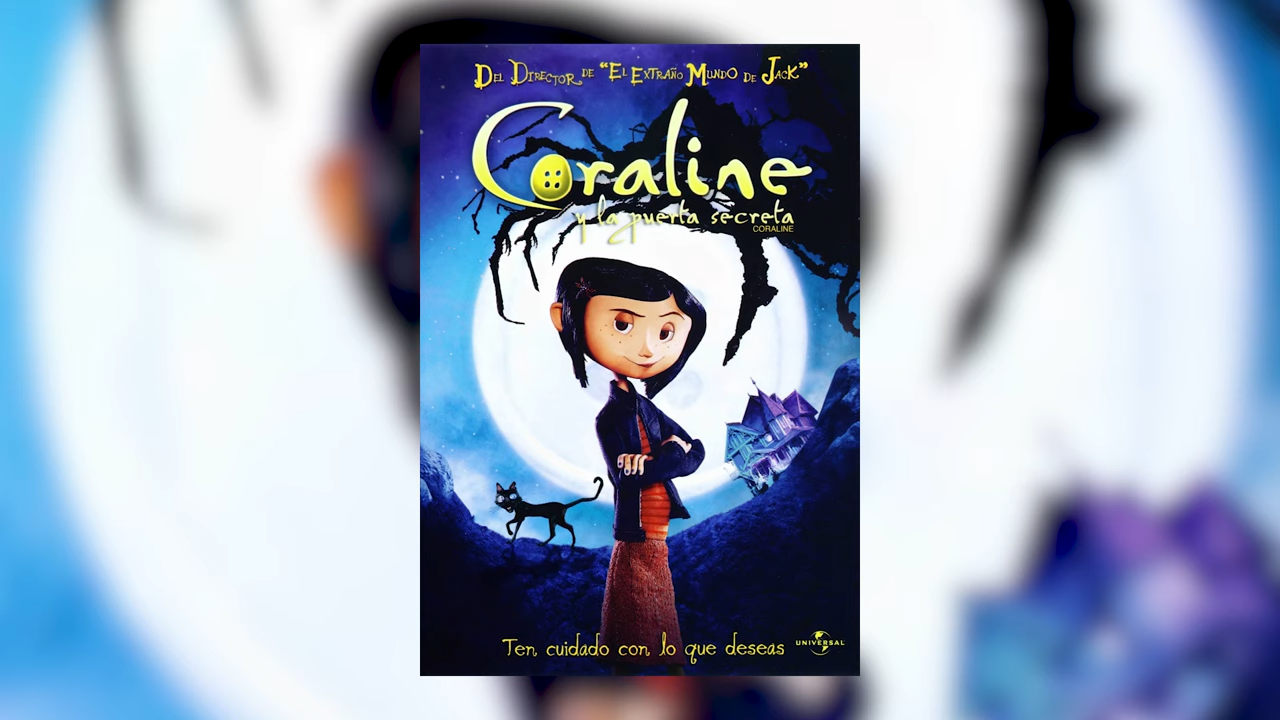 Del Director de "El Extraño Mundo de Jack"
Coraline
y la puerta secreta
CORALINE
Ten cuidado con lo que deseas
UNIVERSAL